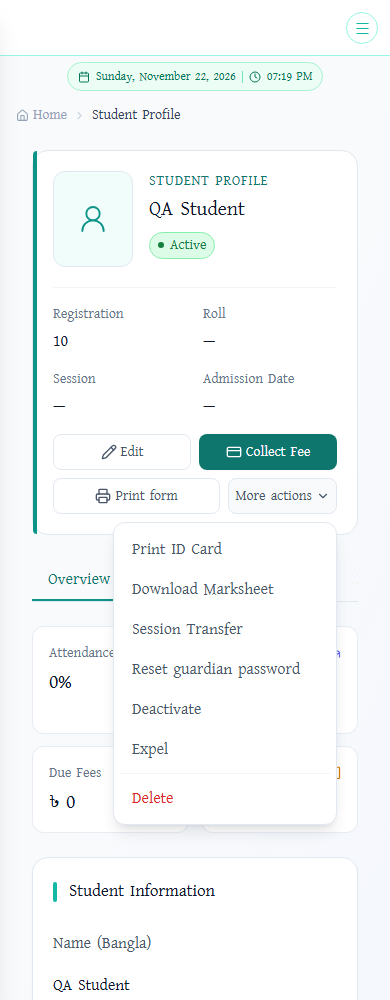 Sunday, November 22, 2026 | 07:19 PM
Home > Student Profile
STUDENT PROFILE
QA Student
Active
Registration
Roll
10
—
Session
Admission Date
—
—
Edit
Collect Fee
Print form
More actions
Print ID Card
Download Marksheet
Session Transfer
Reset guardian password
Deactivate
Expel
Delete
Overview
Attendance
0%
Due Fees
৳ 0
Student Information
Name (Bangla)
QA Student